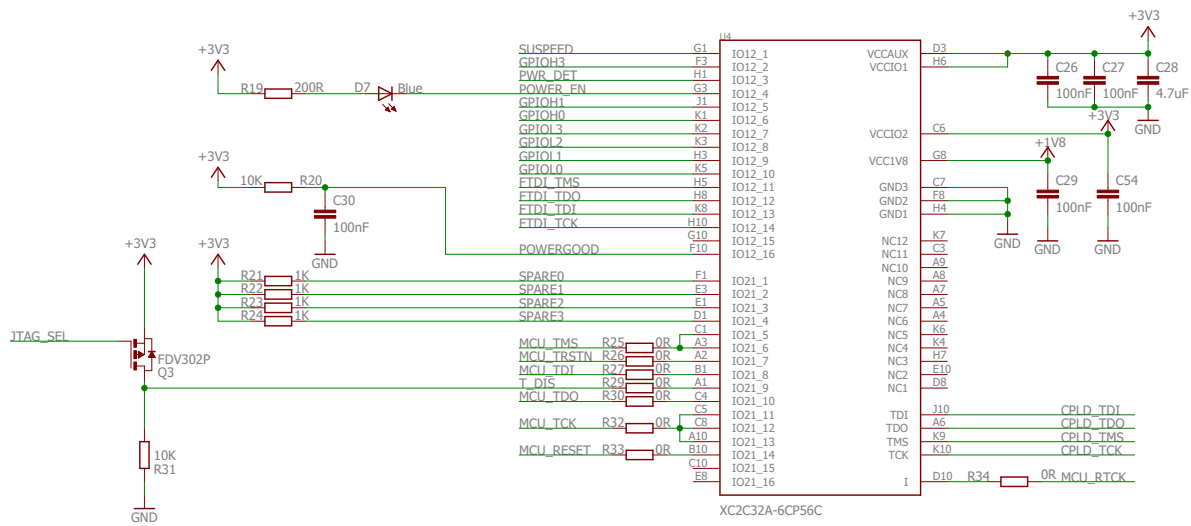 +3V3
R19 200R D7 Blue
+3V3
10K R20
C30
100nF
GND
+3V3
+3V3
R21 1K
R22 1K
R23 1K
R24 1K
JTAG_SEL
FDV302P
Q3
10K
R31
GND
SUSPEED
GPIOH3
PWR_DET
POWER_EN
GPIOH1
GPIOH0
GPIOL3
GPIOL2
GPIOL1
GPIOL0
FTDI_TMS
FTDI_TDO
FTDI_TDI
FTDI_TCK
POWERGOOD
SPARE0
SPARE1
SPARE2
SPARE3
MCU_TMS R25 0R
MCU_TRSTN R26 0R
MCU_TDI R27 0R
T_DIS R29 0R
MCU_TDO R30 0R
MCU_TCK R32 0R
MCU_RESET R33 0R
U4
G1 IO12_1
F3 IO12_2
H1 IO12_3
G3 IO12_4
J1 IO12_5
K1 IO12_6
K2 IO12_7
K3 IO12_8
H3 IO12_9
K5 IO12_10
H5 IO12_11
H8 IO12_12
K8 IO12_13
H10 IO12_14
G10 IO12_15
F10 IO12_16
F1 IO21_1
E3 IO21_2
E1 IO21_3
D1 IO21_4
C1 IO21_5
A3 IO21_6
A2 IO21_7
B1 IO21_8
A1 IO21_9
C4 IO21_10
C5 IO21_11
C8 IO21_12
A10 IO21_13
B10 IO21_14
C10 IO21_15
E8 IO21_16
VCCAUX D3
VCCIO1 H6
VCCIO2 C6
VCC1V8 G8
GND3 C7
GND2 F8
GND1 H4
NC12 K7
NC11 C3
NC10 A9
NC9 A8
NC8 A7
NC7 A5
NC6 A4
NC5 K6
NC4 K4
NC3 H7
NC2 E10
NC1 D8
TDI J10 CPLD_TDI
TDO A6 CPLD_TDO
TMS K9 CPLD_TMS
TCK K10 CPLD_TCK
I D10 R34 0R MCU_RTCK
XC2C32A-6CP56C
+3V3
C26 C27 C28
100nF 100nF 4.7uF
GND
+3V3
+1V8
C29 C54
100nF 100nF
GND GND GND